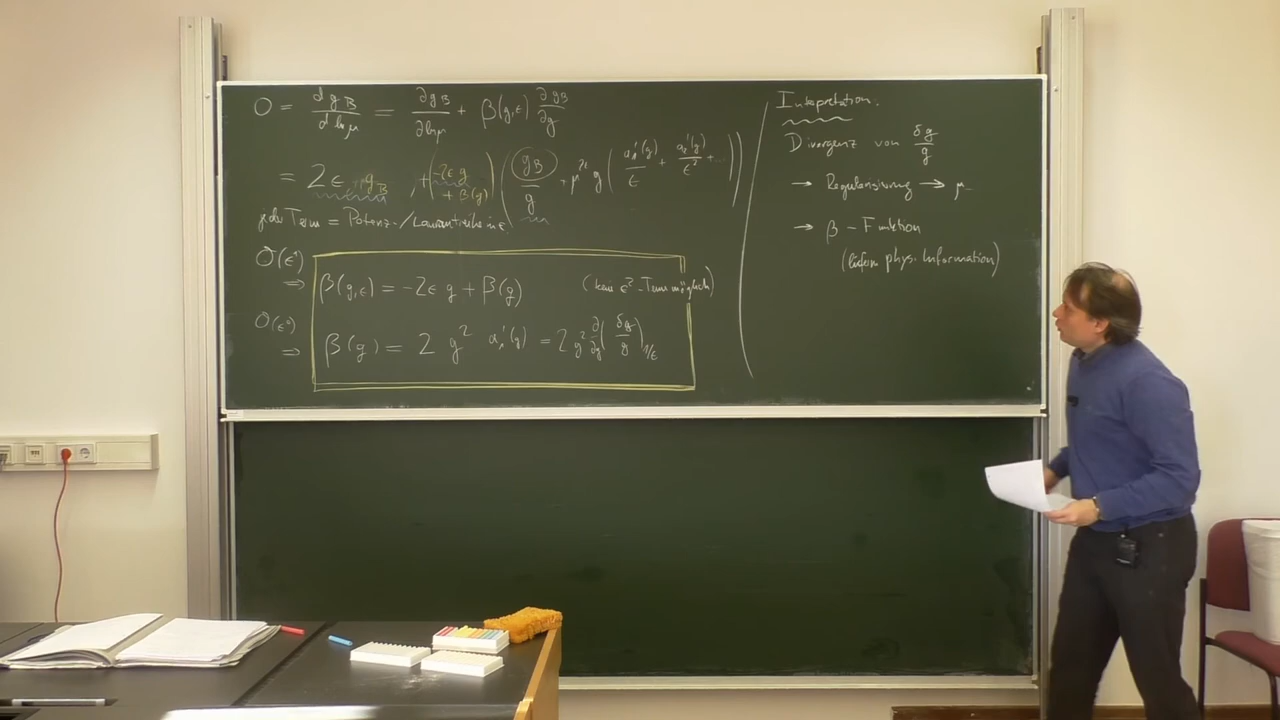 0 = d g_B / d ln μ = ∂g_B / ∂ln μ + β(g,ε) ∂g_B / ∂g
= 2ε g_B + (-2ε g + β(g)) ( g_B / g + μ^{2ε} g ( a_1'(g) / ε + a_2'(g) / ε² + ... ) )
jeder Term = Potenz-/Laurentreihe in ε
O(ε¹)
⇒ β(g,ε) = -2ε g + β(g) (kein ε²-Term möglich)
O(ε⁰)
⇒ β(g) = 2 g² a_1'(g) = 2 g² ∂/∂g (δg / g)_{1/ε}
Interpretation.
Divergenz von δg / g
→ Regularisierung → μ
→ β-Funktion
(liefern phys. Information)